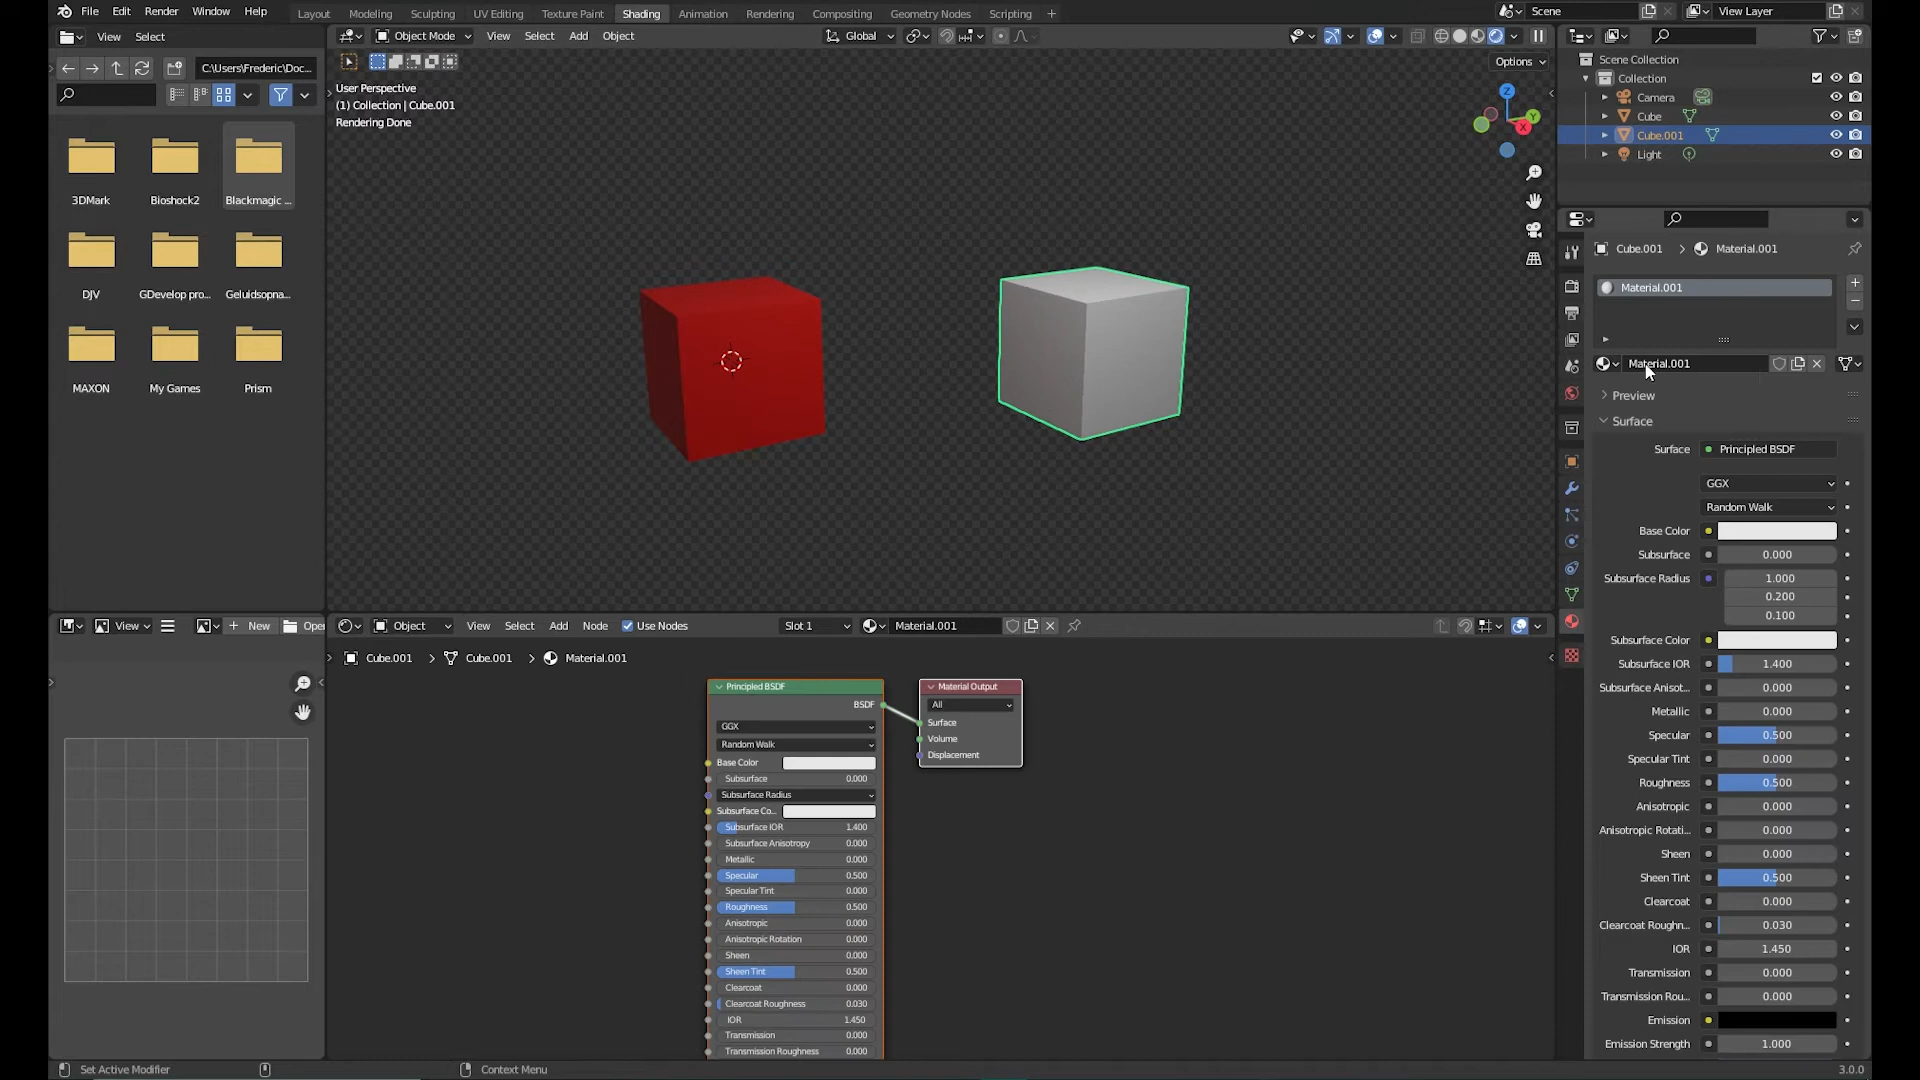 File Edit Render Window Help
Layout Modeling Sculpting UV Editing Texture Paint Shading Animation Rendering Compositing Geometry Nodes Scripting +
Scene
View Layer
View Select
C:\Users\Frederic\Doc...
3DMark Bioshock2 Blackmagic ...
DJV GDevelop pro... Geluidsopna...
MAXON My Games Prism
Object Mode View Select Add Object
Global
Options
User Perspective
(1) Collection | Cube.001
Rendering Done
Z
Y
X
Scene Collection
Collection
Camera
Cube
Cube.001
Light
Cube.001 > Material.001
Material.001
Material.001
Preview
Surface
Surface Principled BSDF
GGX
Random Walk
Base Color
Subsurface 0.000
Subsurface Radius 1.000
0.200
0.100
Subsurface Color
Subsurface IOR 1.400
Subsurface Anisot... 0.000
Metallic 0.000
Specular 0.500
Specular Tint 0.000
Roughness 0.500
Anisotropic 0.000
Anisotropic Rotati... 0.000
Sheen 0.000
Sheen Tint 0.500
Clearcoat 0.000
Clearcoat Roughn... 0.030
IOR 1.450
Transmission 0.000
Transmission Rou... 0.000
Emission
Emission Strength 1.000
View
+ New Open
Object View Select Add Node Use Nodes
Slot 1
Material.001
Cube.001 > Cube.001 > Material.001
Principled BSDF
BSDF
GGX
Random Walk
Base Color
Subsurface 0.000
Subsurface Radius
Subsurface Co...
Subsurface IOR 1.400
Subsurface Anisotropy 0.000
Metallic 0.000
Specular 0.500
Specular Tint 0.000
Roughness 0.500
Anisotropic 0.000
Anisotropic Rotation 0.000
Sheen 0.000
Sheen Tint 0.500
Clearcoat 0.000
Clearcoat Roughness 0.030
IOR 1.450
Transmission 0.000
Transmission Roughness 0.000
Material Output
All
Surface
Volume
Displacement
Set Active Modifier
Context Menu
3.0.0